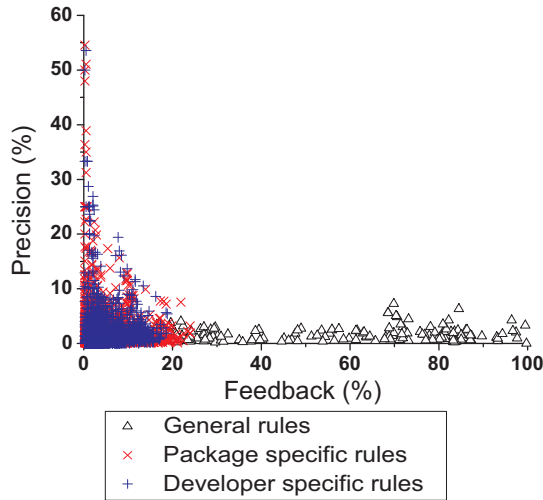 60
50
40
30
20
10
0
Precision (%)
0 20 40 60 80 100
Feedback (%)
General rules
Package specific rules
Developer specific rules